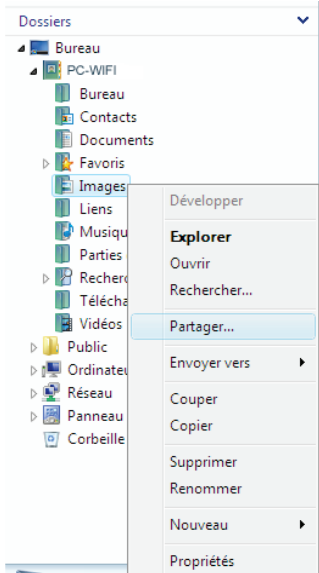 Dossiers
Bureau
PC-WIFI
Bureau
Contacts
Documents
Favoris
Images
Liens
Musiqu
Parties
Recherc
Télécha
Vidéos
Public
Ordinateu
Réseau
Panneau
Corbeille
Développer
Explorer
Ouvrir
Rechercher...
Partager...
Envoyer vers
Couper
Copier
Supprimer
Renommer
Nouveau
Propriétés